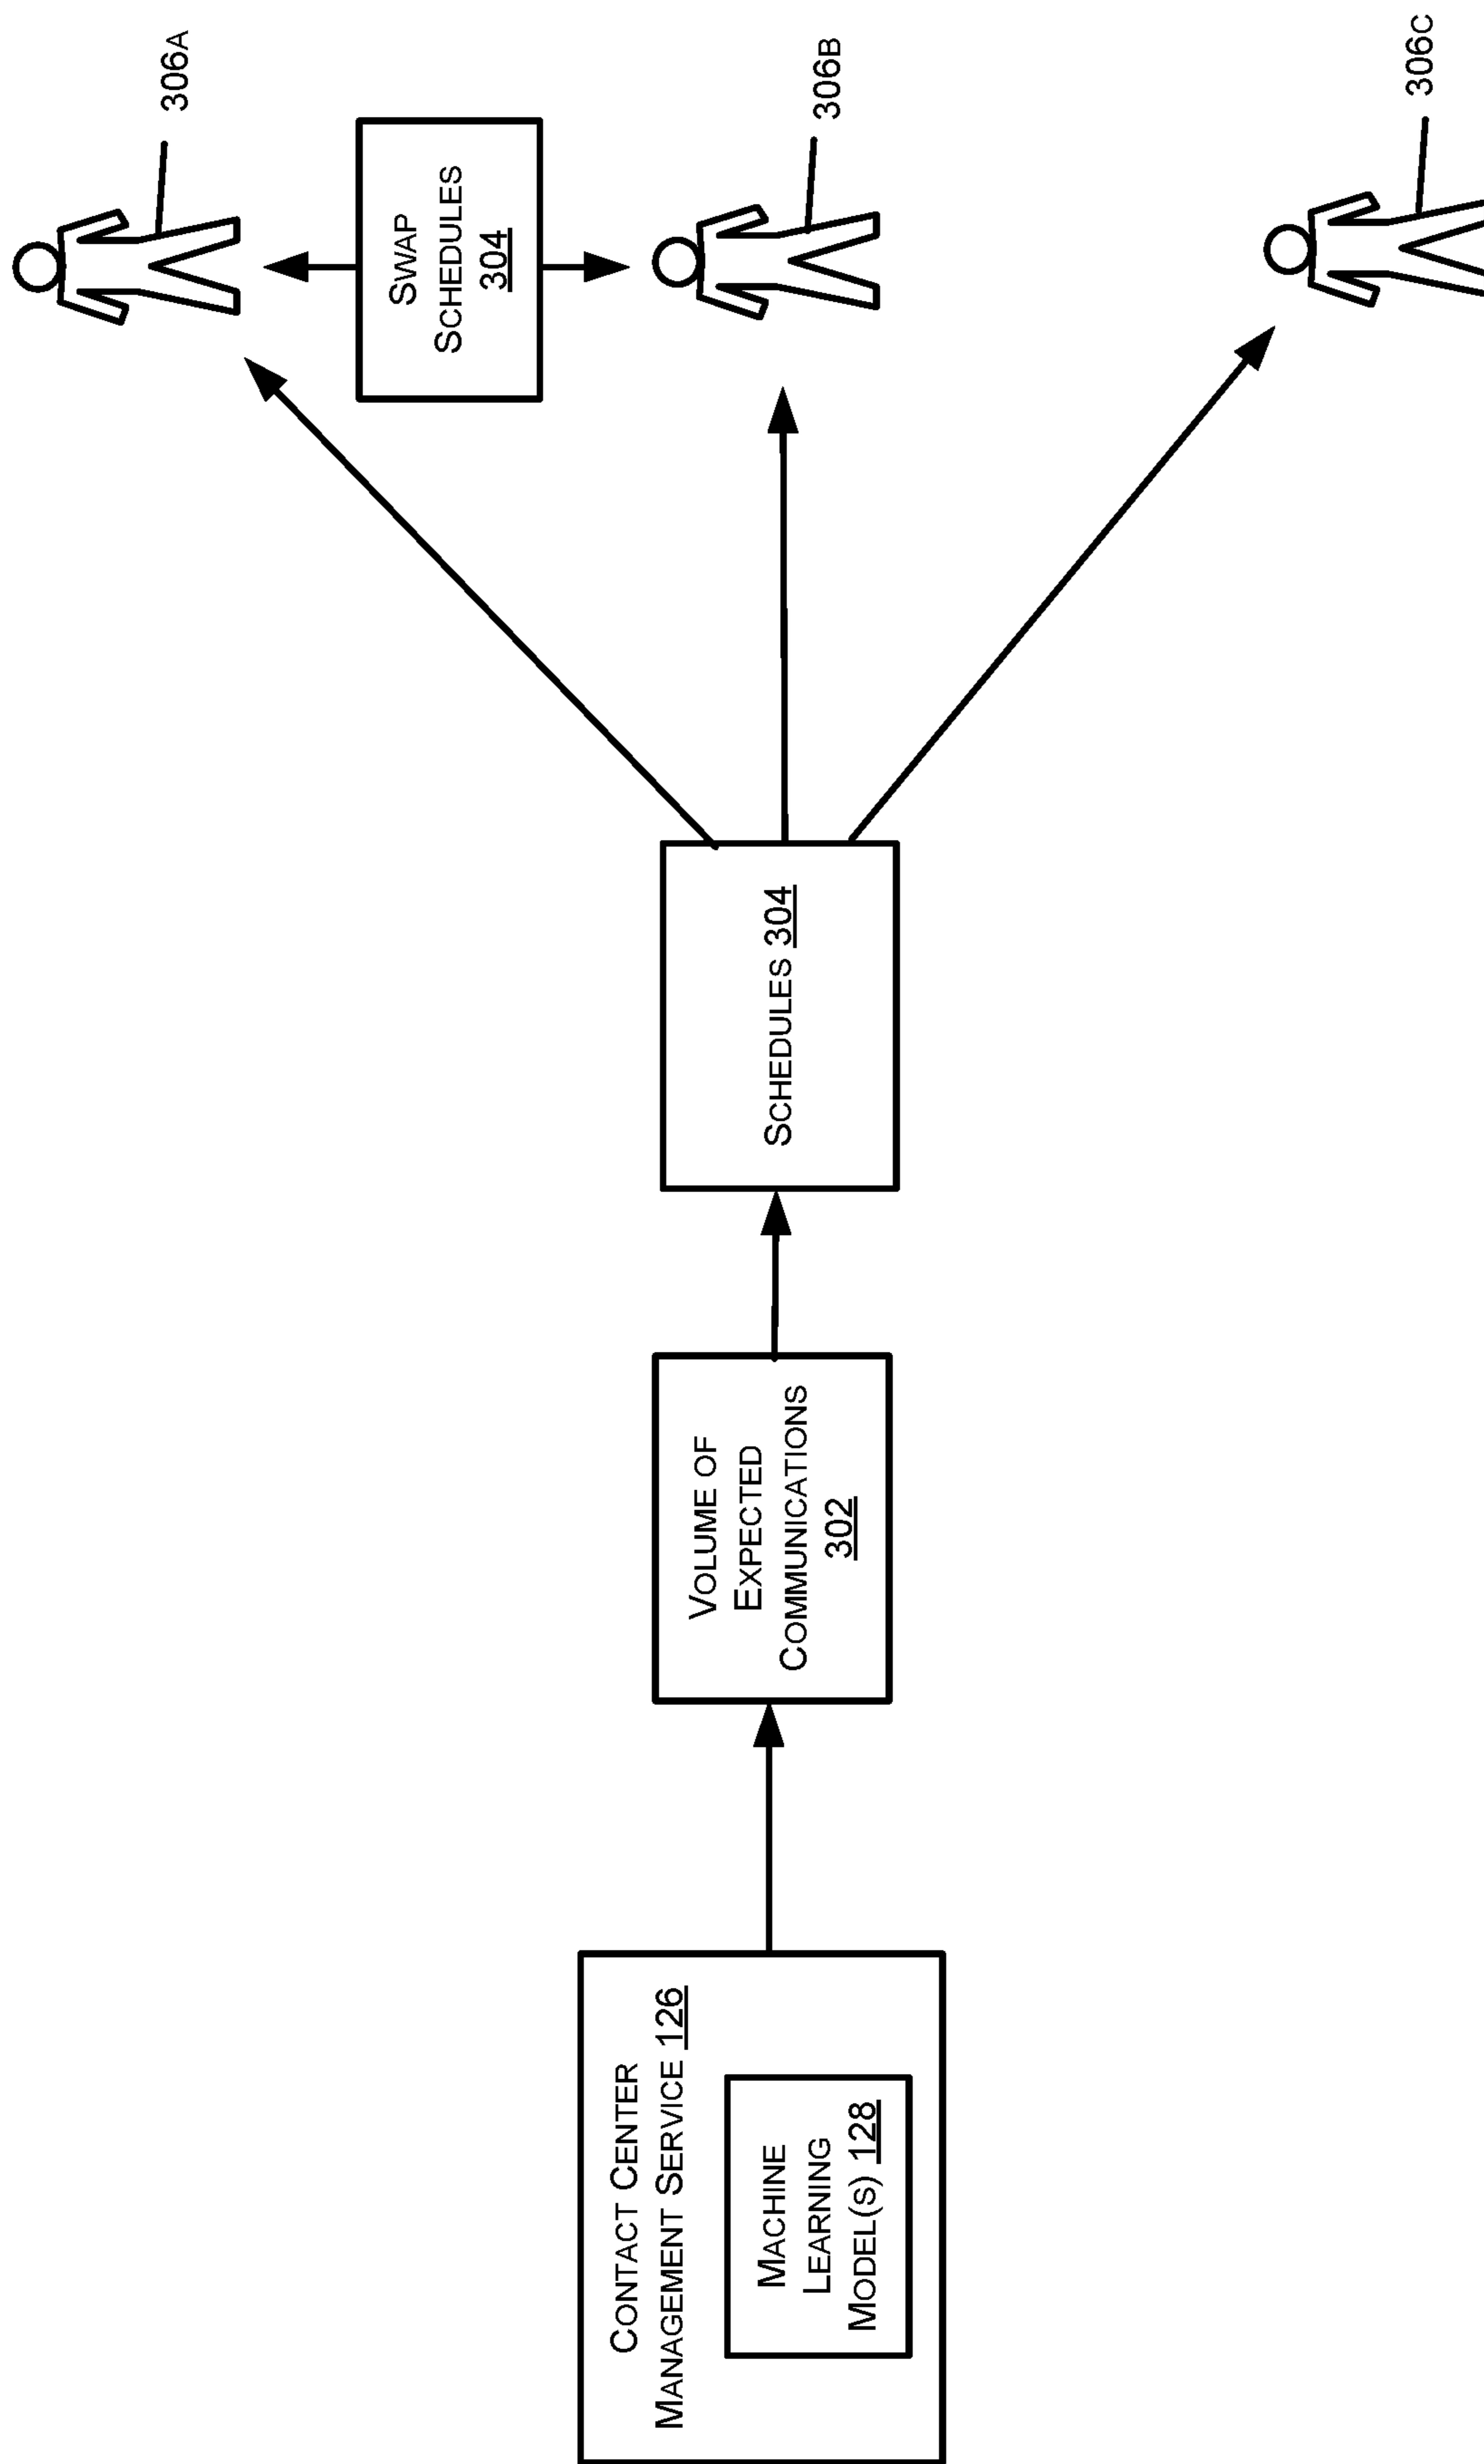 CONTACT CENTER
MANAGEMENT SERVICE 126
MACHINE
LEARNING
MODEL(S) 128
VOLUME OF
EXPECTED
COMMUNICATIONS
302
SCHEDULES 304
SWAP
SCHEDULES
304
306A
306B
306C